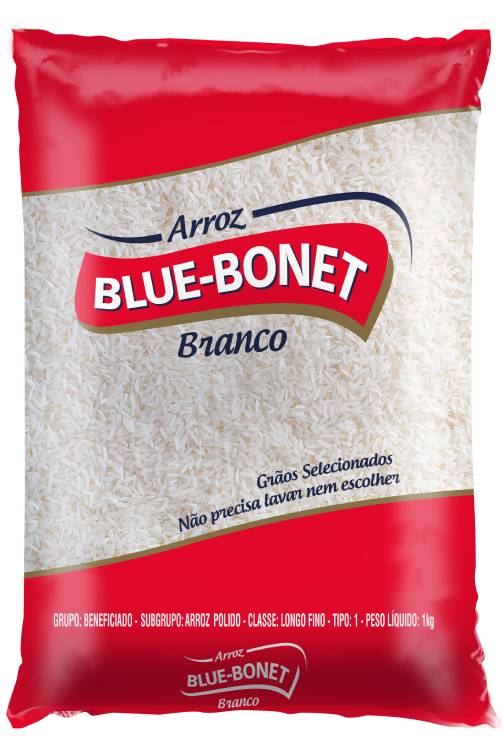 Arroz
BLUE-BONET
Branco
Grãos Selecionados
Não precisa lavar nem escolher
GRUPO: BENEFICIADO - SUBGRUPO: ARROZ POLIDO - CLASSE: LONGO FINO - TIPO: 1 - PESO LÍQUIDO: 1kg
Arroz
BLUE-BONET
Branco